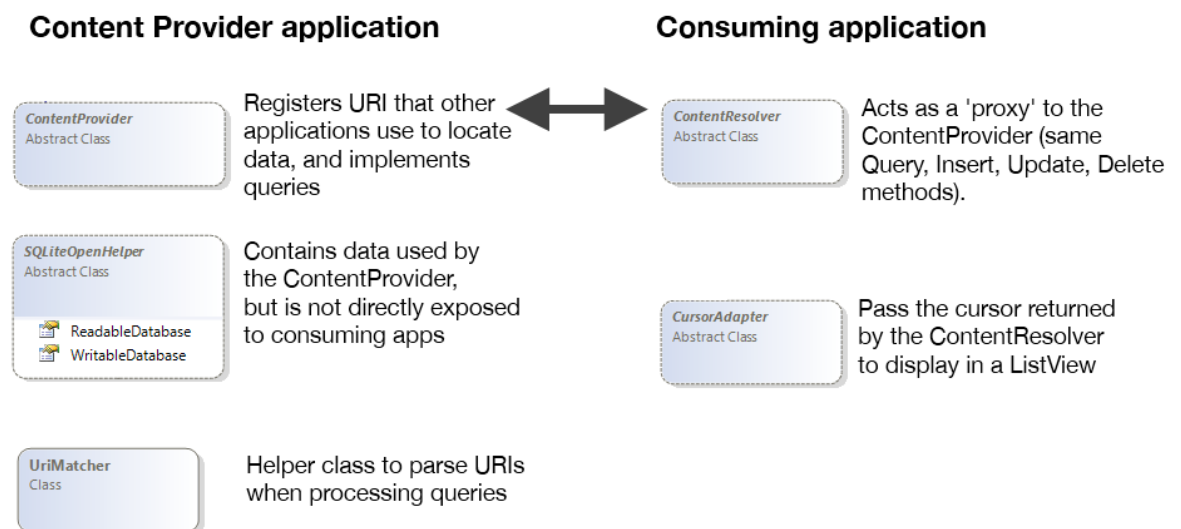 Content Provider application
Consuming application
ContentProvider
Abstract Class
Registers URI that other
applications use to locate
data, and implements
queries
ContentResolver
Abstract Class
Acts as a 'proxy' to the
ContentProvider (same
Query, Insert, Update, Delete
methods).
SQLiteOpenHelper
Abstract Class
ReadableDatabase
WritableDatabase
Contains data used by
the ContentProvider,
but is not directly exposed
to consuming apps
CursorAdapter
Abstract Class
Pass the cursor returned
by the ContentResolver
to display in a ListView
UriMatcher
Class
Helper class to parse URIs
when processing queries